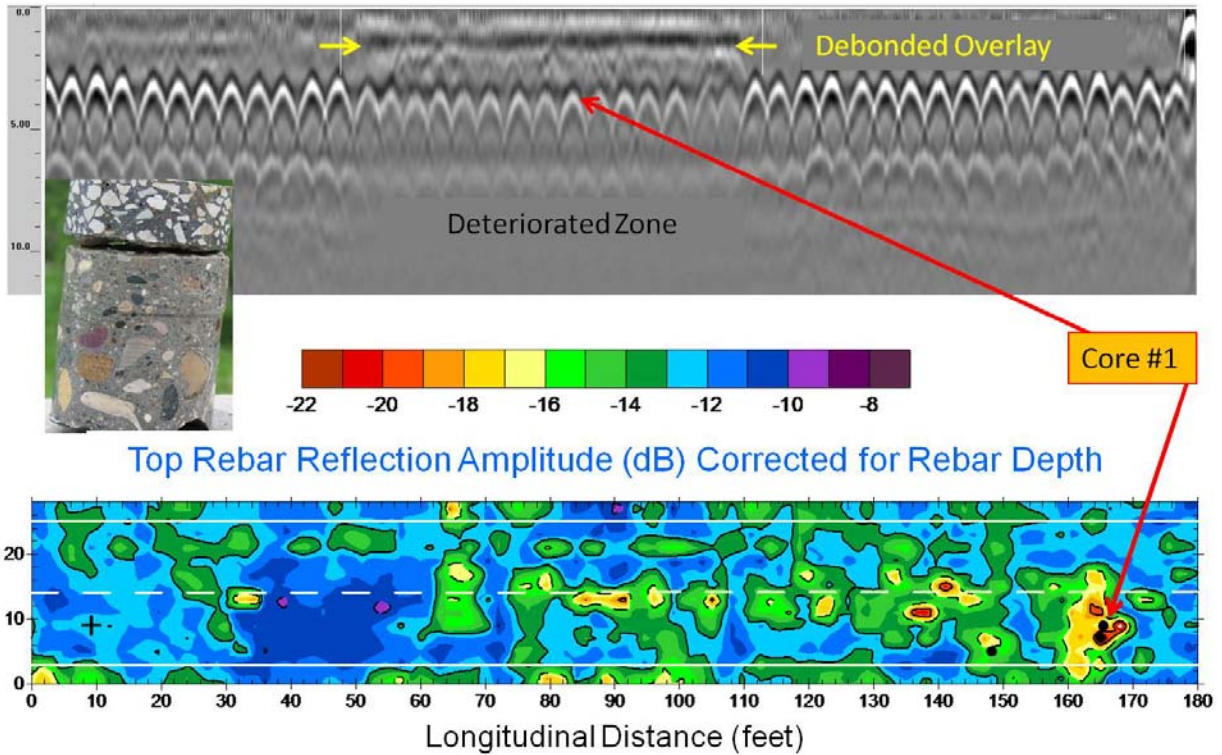 0.0
5.00
10.0
Debonded Overlay
Deteriorated Zone
Core #1
-22 -20 -18 -16 -14 -12 -10 -8
Top Rebar Reflection Amplitude (dB) Corrected for Rebar Depth
20
10
0
0 10 20 30 40 50 60 70 80 90 100 110 120 130 140 150 160 170 180
Longitudinal Distance (feet)